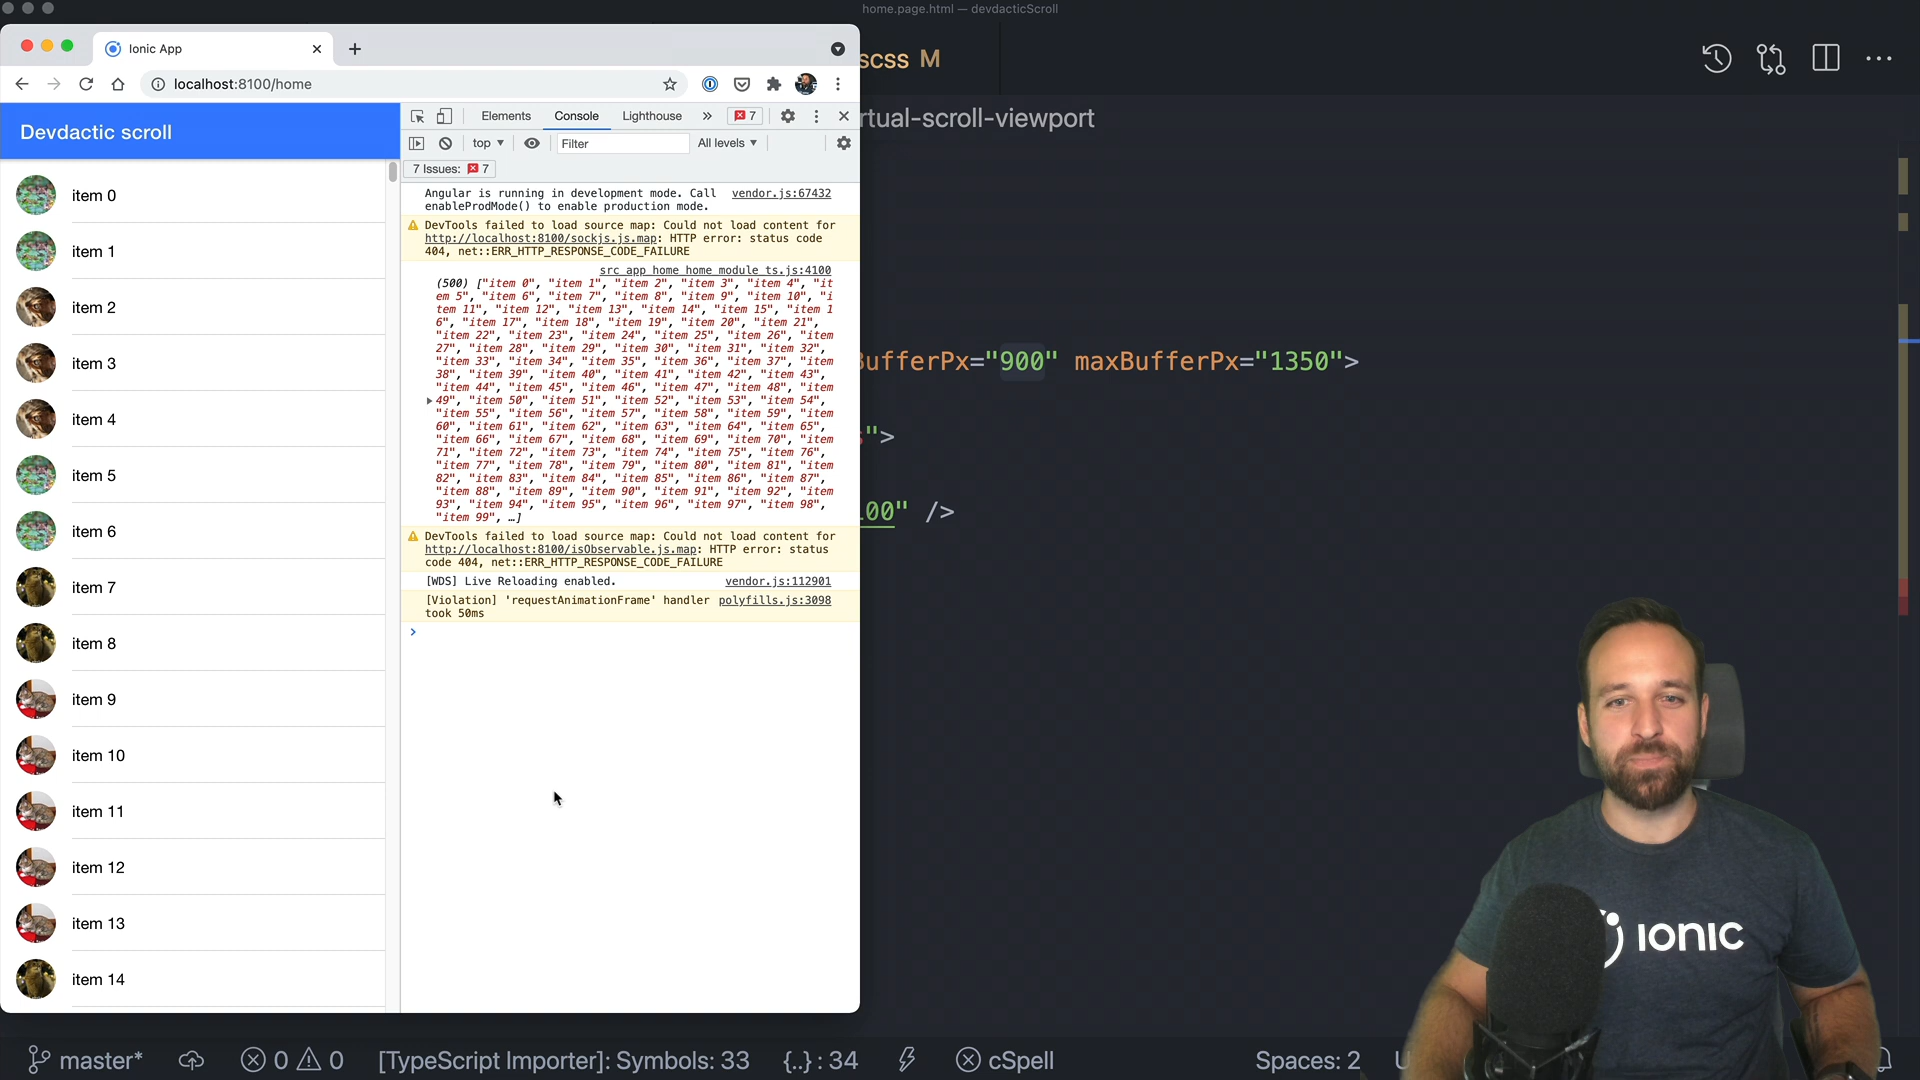 home.page.html — devdacticScroll
Ionic App
localhost:8100/home
scss M
rtual-scroll-viewport
Devdactic scroll
Elements Console Lighthouse 7
top Filter All levels
7 Issues: 7
Angular is running in development mode. Call vendor.js:67432
enableProdMode() to enable production mode.
DevTools failed to load source map: Could not load content for
http://localhost:8100/sockjs.js.map: HTTP error: status code
404, net::ERR_HTTP_RESPONSE_CODE_FAILURE
src_app_home_home_module_ts.js:4100
(500) ["item 0", "item 1", "item 2", "item 3", "item 4", "it
em 5", "item 6", "item 7", "item 8", "item 9", "item 10", "i
tem 11", "item 12", "item 13", "item 14", "item 15", "item 1
6", "item 17", "item 18", "item 19", "item 20", "item 21",
"item 22", "item 23", "item 24", "item 25", "item 26", "item
27", "item 28", "item 29", "item 30", "item 31", "item 32",
"item 33", "item 34", "item 35", "item 36", "item 37", "item
38", "item 39", "item 40", "item 41", "item 42", "item 43",
"item 44", "item 45", "item 46", "item 47", "item 48", "item
49", "item 50", "item 51", "item 52", "item 53", "item 54",
"item 55", "item 56", "item 57", "item 58", "item 59", "item
60", "item 61", "item 62", "item 63", "item 64", "item 65",
"item 66", "item 67", "item 68", "item 69", "item 70", "item
71", "item 72", "item 73", "item 74", "item 75", "item 76",
"item 77", "item 78", "item 79", "item 80", "item 81", "item
82", "item 83", "item 84", "item 85", "item 86", "item 87",
"item 88", "item 89", "item 90", "item 91", "item 92", "item
93", "item 94", "item 95", "item 96", "item 97", "item 98",
"item 99", …]
DevTools failed to load source map: Could not load content for
http://localhost:8100/isObservable.js.map: HTTP error: status
code 404, net::ERR_HTTP_RESPONSE_CODE_FAILURE
[WDS] Live Reloading enabled. vendor.js:112901
[Violation] 'requestAnimationFrame' handler polyfills.js:3098
took 50ms
item 0
item 1
item 2
item 3
item 4
item 5
item 6
item 7
item 8
item 9
item 10
item 11
item 12
item 13
item 14
BufferPx="900" maxBufferPx="1350">
">
00" />
IONIC
master* 0 0 [TypeScript Importer]: Symbols: 33 {..} : 34 cSpell Spaces: 2 U